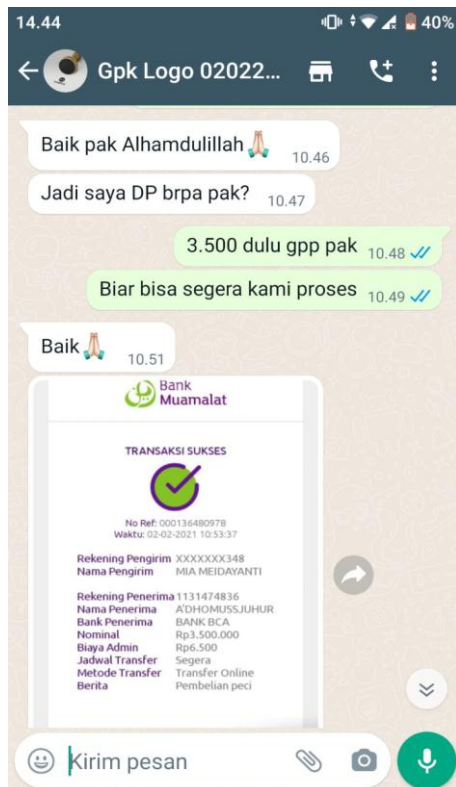 14.44
40%
Gpk Logo 02022...
Baik pak Alhamdulillah🙏🏻
10.46
Jadi saya DP brpa pak?
10.47
3.500 dulu gpp pak
10.48
Biar bisa segera kami proses
10.49
Baik🙏🏻
10.51
Bank
Muamalat
TRANSAKSI SUKSES
No Ref: 000136480978
Waktu: 02-02-2021 10:53:37
Rekening Pengirim XXXXXXX348
Nama Pengirim MIA MEIDAYANTI
Rekening Penerima 1131474836
Nama Penerima A'DHOMUSSJUHUR
Bank Penerima BANK BCA
Nominal Rp3.500.000
Biaya Admin Rp6.500
Jadwal Transfer Segera
Metode Transfer Transfer Online
Berita Pembelian peci
Kirim pesan